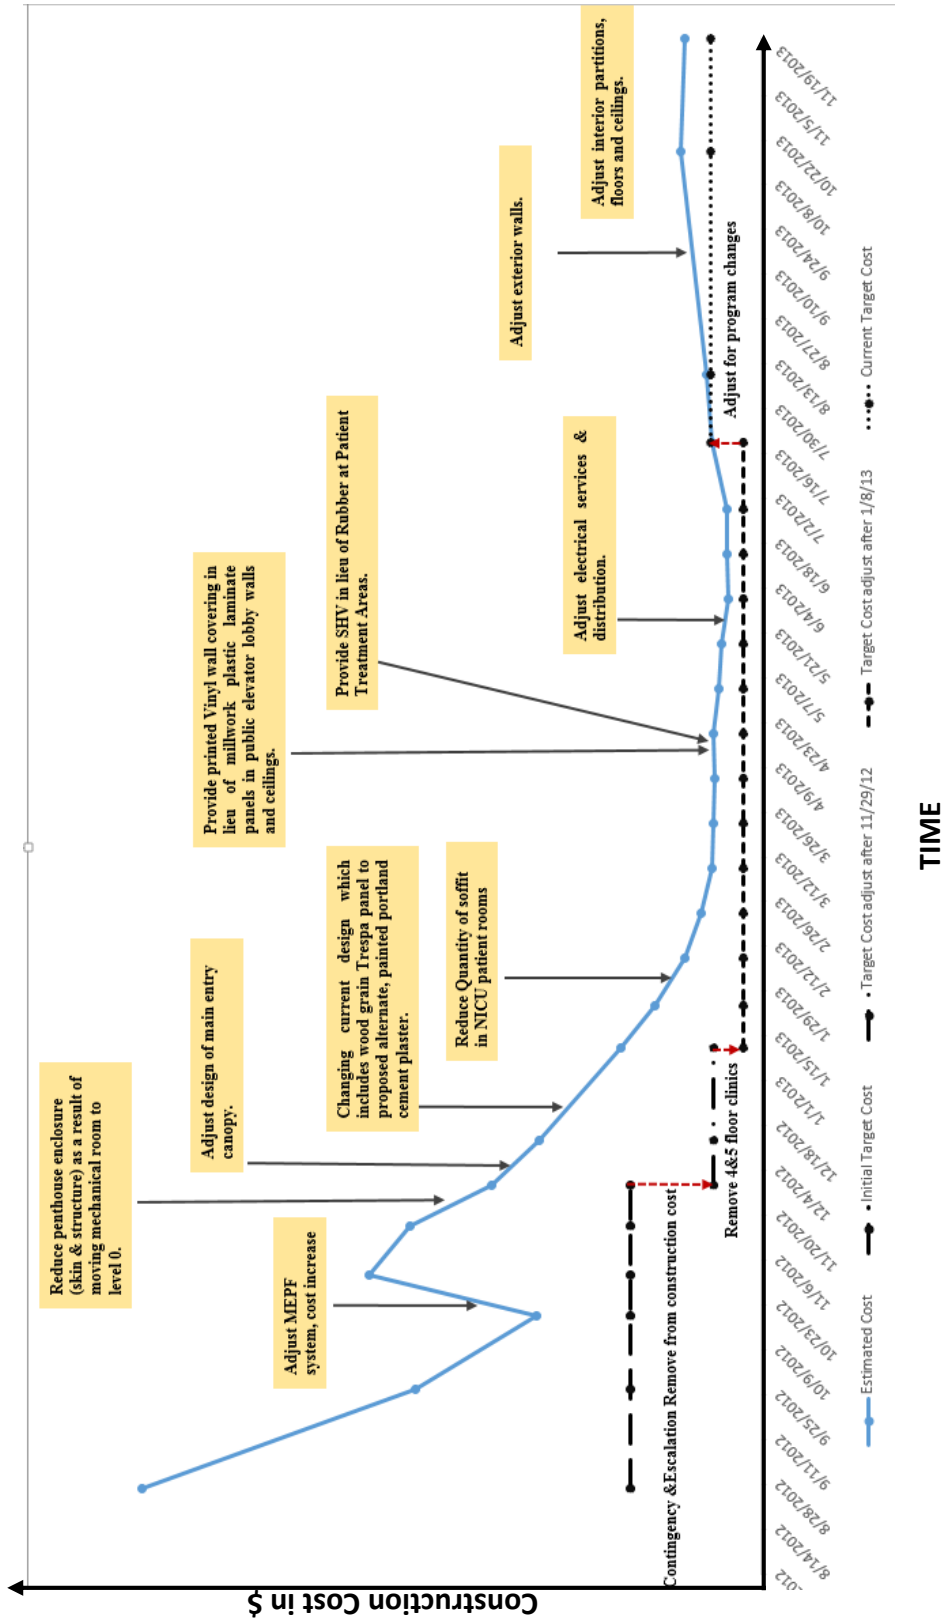 Construction Cost in $
Reduce penthouse enclosure
(skin & structure) as a result of
moving mechanical room to
level 0.
Adjust design of main entry
canopy.
Provide printed Vinyl wall covering in
lieu of millwork plastic laminate
panels in public elevator lobby walls
and ceilings.
Adjust MEPF
system, cost increase
Changing current design which
includes wood grain Trespa panel to
proposed alternate, painted portland
cement plaster.
Provide SHV in lieu of Rubber at Patient
Treatment Areas.
Reduce Quantity of soffit
in NICU patient rooms
Adjust exterior walls.
Adjust electrical services &
distribution.
Adjust interior partitions,
floors and ceilings.
Contingency &Escalation Remove from construction cost
Remove 4&5 floor clinics
Adjust for program changes
8/14/2012
8/28/2012
9/11/2012
9/25/2012
10/9/2012
10/23/2012
11/6/2012
11/20/2012
12/4/2012
12/18/2012
1/1/2013
1/15/2013
1/29/2013
2/12/2013
2/26/2013
3/12/2013
3/26/2013
4/9/2013
4/23/2013
5/7/2013
5/21/2013
6/4/2013
6/18/2013
7/2/2013
7/16/2013
7/30/2013
8/13/2013
8/27/2013
9/10/2013
9/24/2013
10/8/2013
10/22/2013
11/5/2013
11/19/2013
Estimated Cost
Initial Target Cost
Target Cost adjust after 11/29/12
Target Cost adjust after 1/8/13
Current Target Cost
TIME